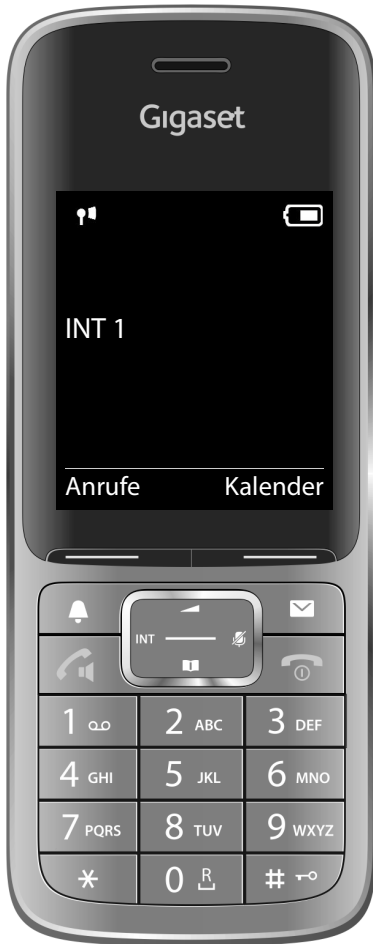 Gigaset
INT 1
Anrufe Kalender
INT
1
2 ABC
3 DEF
4 GHI
5 JKL
6 MNO
7 PQRS
8 TUV
9 WXYZ
* 0 R #